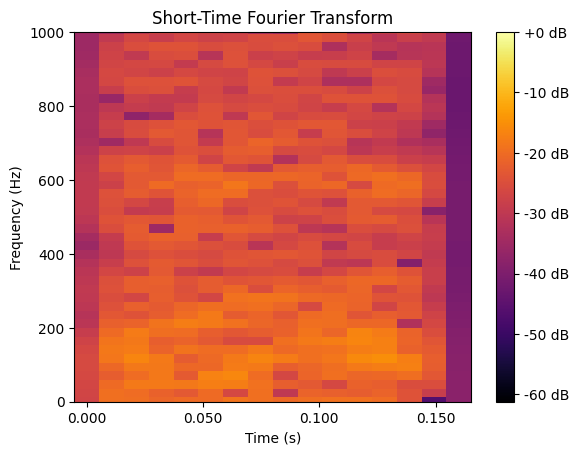 Short-Time Fourier Transform
Frequency (Hz)
1000
800
600
400
200
0
0.000
0.050
0.100
0.150
Time (s)
+0 dB
-10 dB
-20 dB
-30 dB
-40 dB
-50 dB
-60 dB